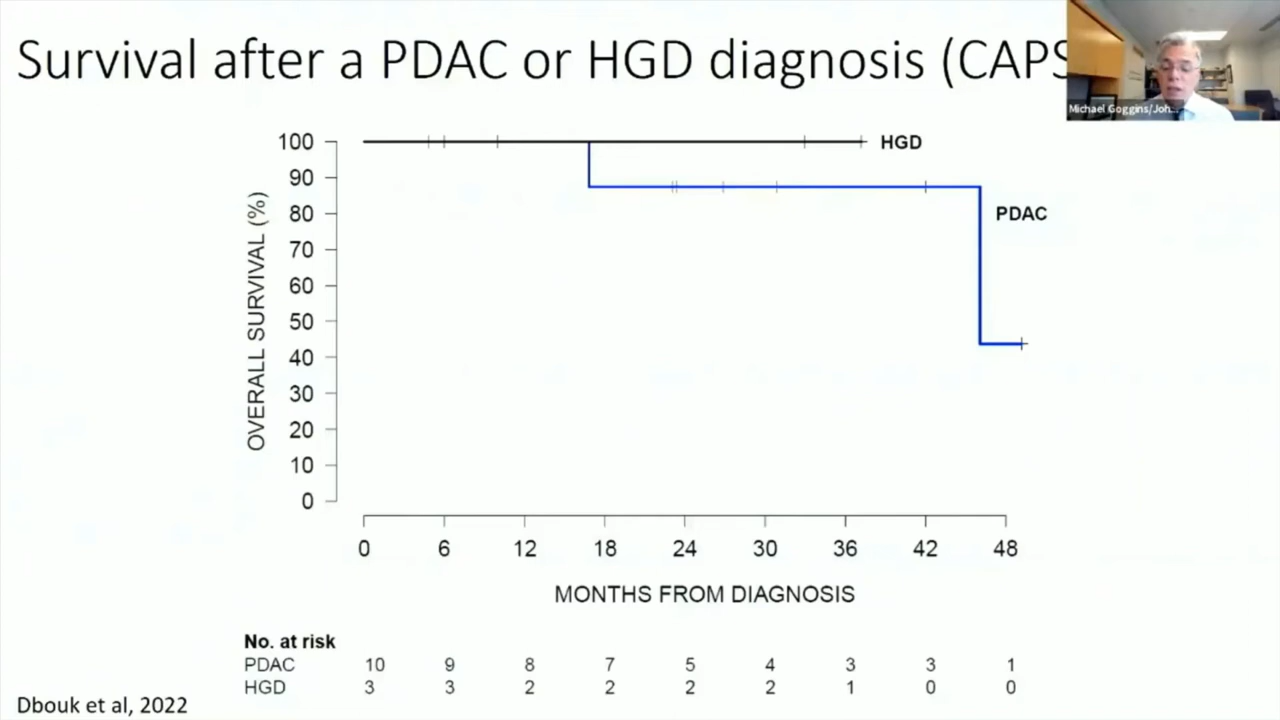 Survival after a PDAC or HGD diagnosis (CAPS
Michael Goggins/Joh...
100
90
80
70
60
50
40
30
20
10
0
OVERALL SURVIVAL (%)
HGD
PDAC
0 6 12 18 24 30 36 42 48
MONTHS FROM DIAGNOSIS
No. at risk
PDAC 10 9 8 7 5 4 3 3 1
HGD 3 3 2 2 2 2 1 0 0
Dbouk et al, 2022